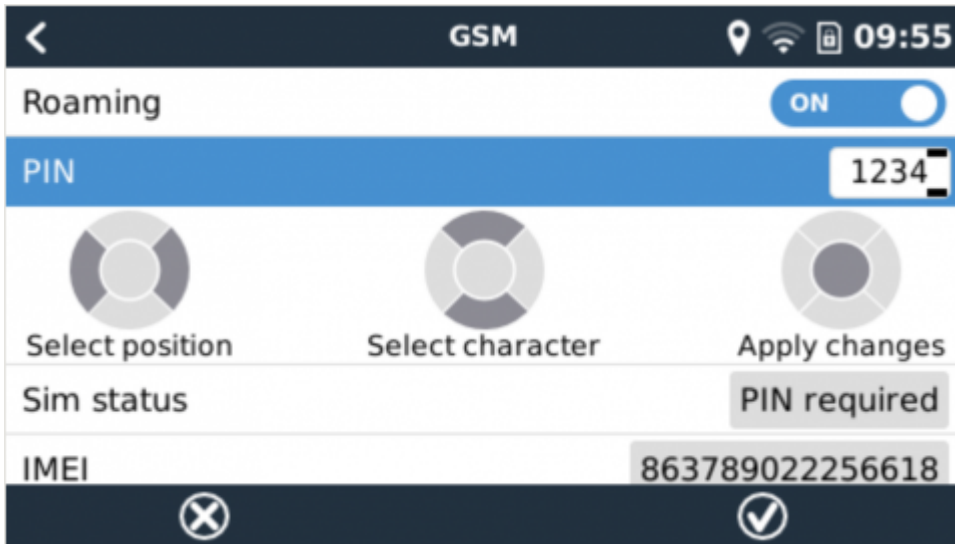 GSM 09:55
Roaming ON
PIN 1234
Select position Select character Apply changes
Sim status PIN required
IMEI 863789022256618